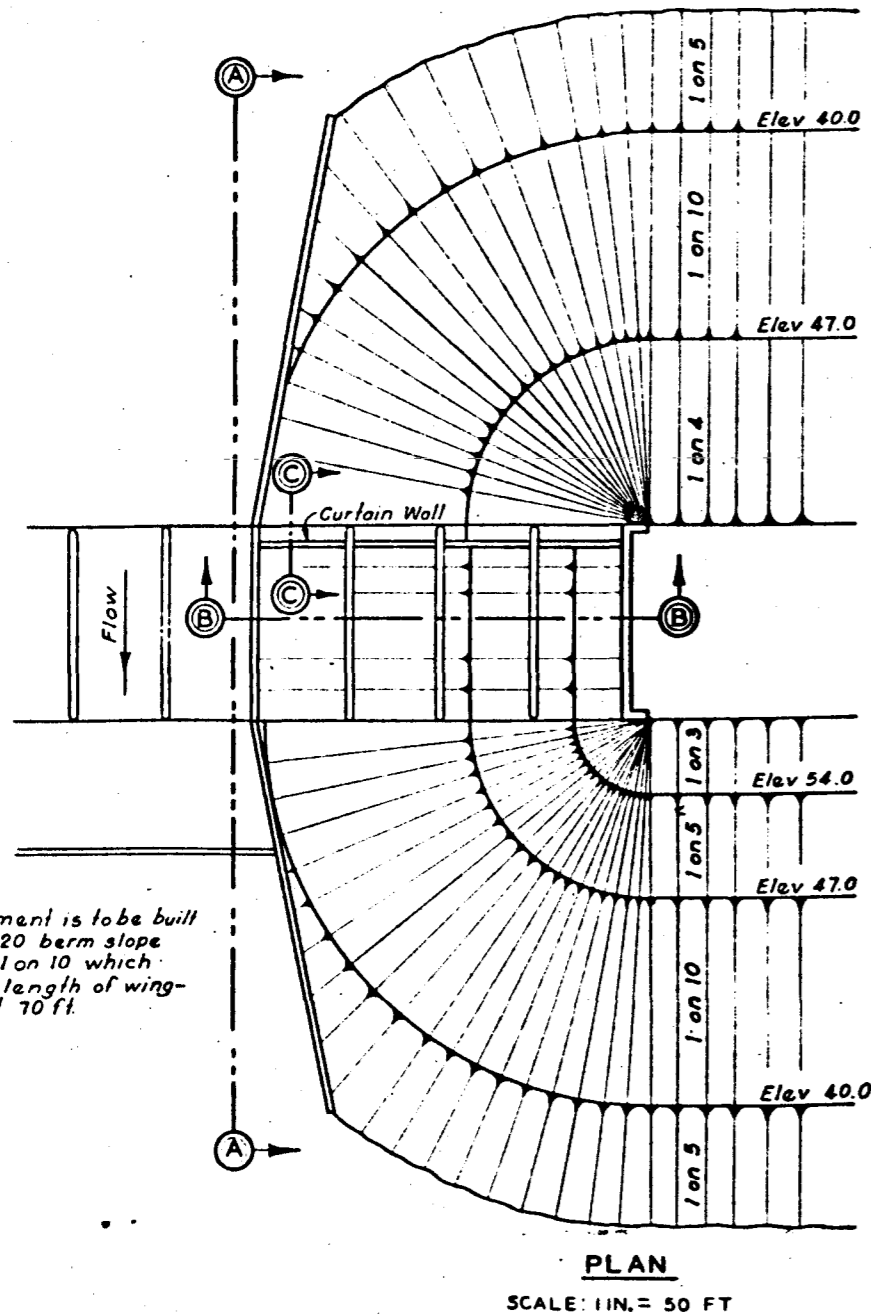 A
1 on 5
Elev 40.0
1 on 10
Elev 47.0
1 on 4
C
Curtain Wall
Flow
C
B
B
1 on 3
Elev 54.0
1 on 5
Elev 47.0
ment is to be built
20 berm slope
1 on 10 which
length of wing-
70 ft.
1 on 10
Elev 40.0
A
1 on 5
PLAN
SCALE: 1 IN. = 50 FT